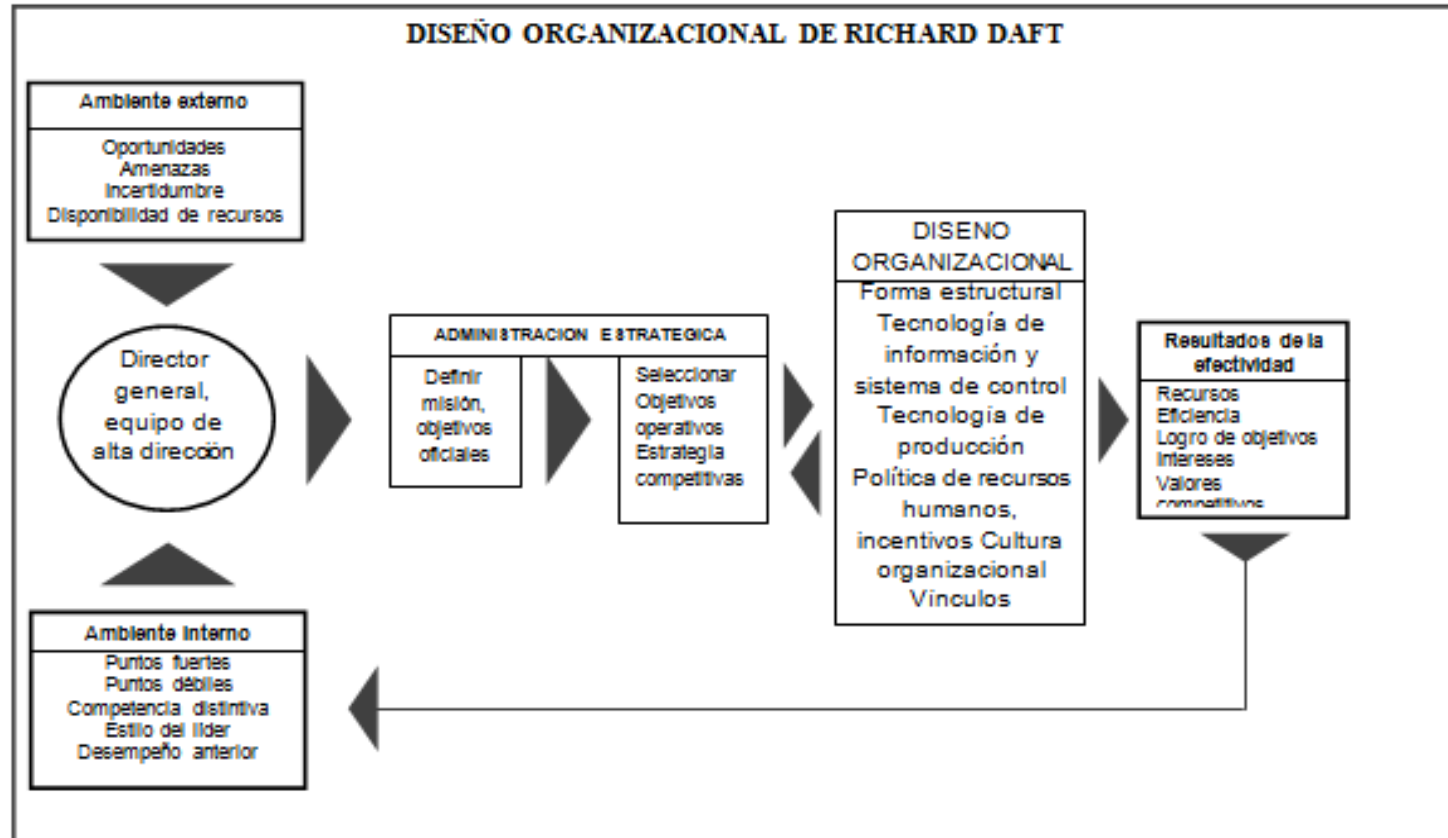 DISEÑO ORGANIZACIONAL DE RICHARD DAFT
Ambiente externo
Oportunidades
Amenazas
Incertidumbre
Disponibilidad de recursos
Director
general,
equipo de
alta dirección
Ambiente Interno
Puntos fuertes
Puntos débiles
Competencia distintiva
Estilo del líder
Desempeño anterior
ADMINISTRACION ESTRATEGICA
Definir
misión,
objetivos
oficiales
Seleccionar
Objetivos
operativos
Estrategia
competitivas
DISENO
ORGANIZACIONAL
Forma estructural
Tecnología de
información y
sistema de control
Tecnología de
producción
Política de recursos
humanos,
incentivos Cultura
organizacional
Vínculos
Resultados de la
efectividad
Recursos
Eficiencia
Logro de objetivos
Intereses
Valores
competitivos